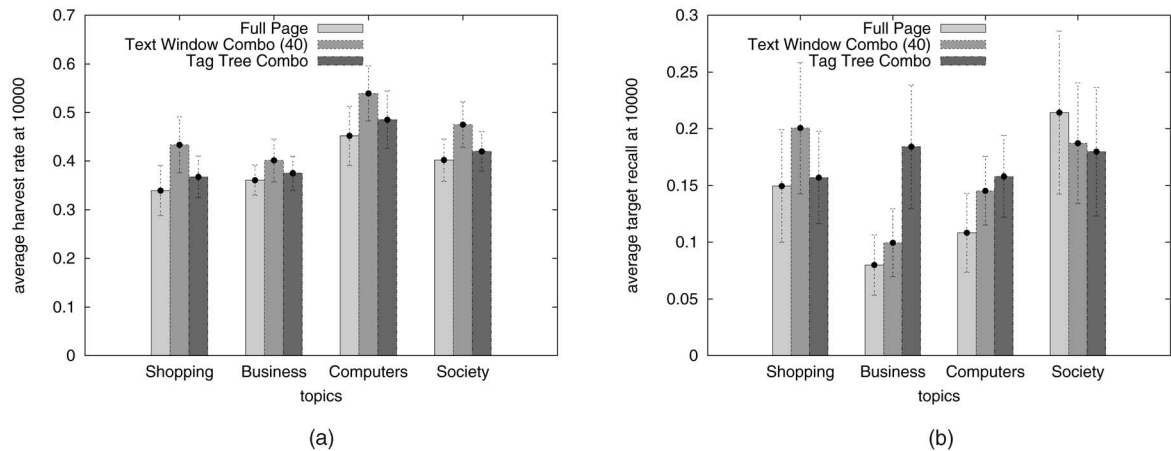 0.7
0.6
0.5
0.4
0.3
0.2
0.1
0
average harvest rate at 10000
Full Page
Text Window Combo (40)
Tag Tree Combo
Shopping Business Computers Society
topics
(a)
0.3
0.25
0.2
0.15
0.1
0.05
0
average target recall at 10000
Full Page
Text Window Combo (40)
Tag Tree Combo
Shopping Business Computers Society
topics
(b)